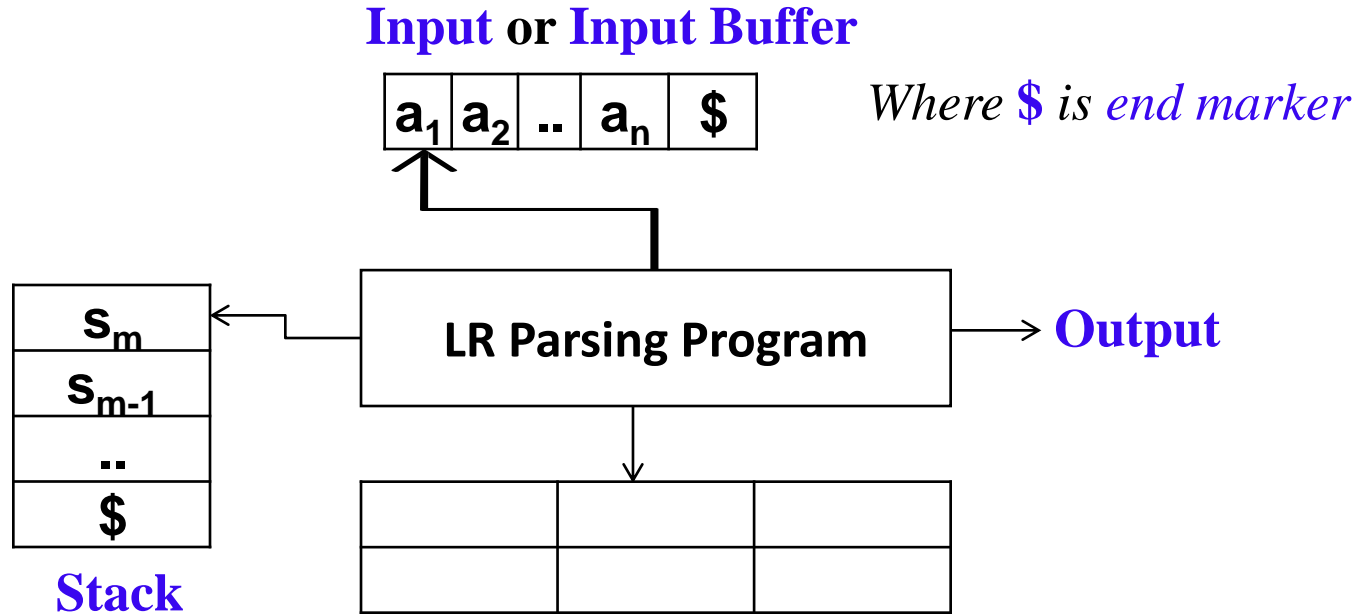 Input or Input Buffer
a₁ a₂ .. aₙ $
Where $ is end marker
LR Parsing Program
Output
sₘ
sₘ₋₁
..
$
Stack